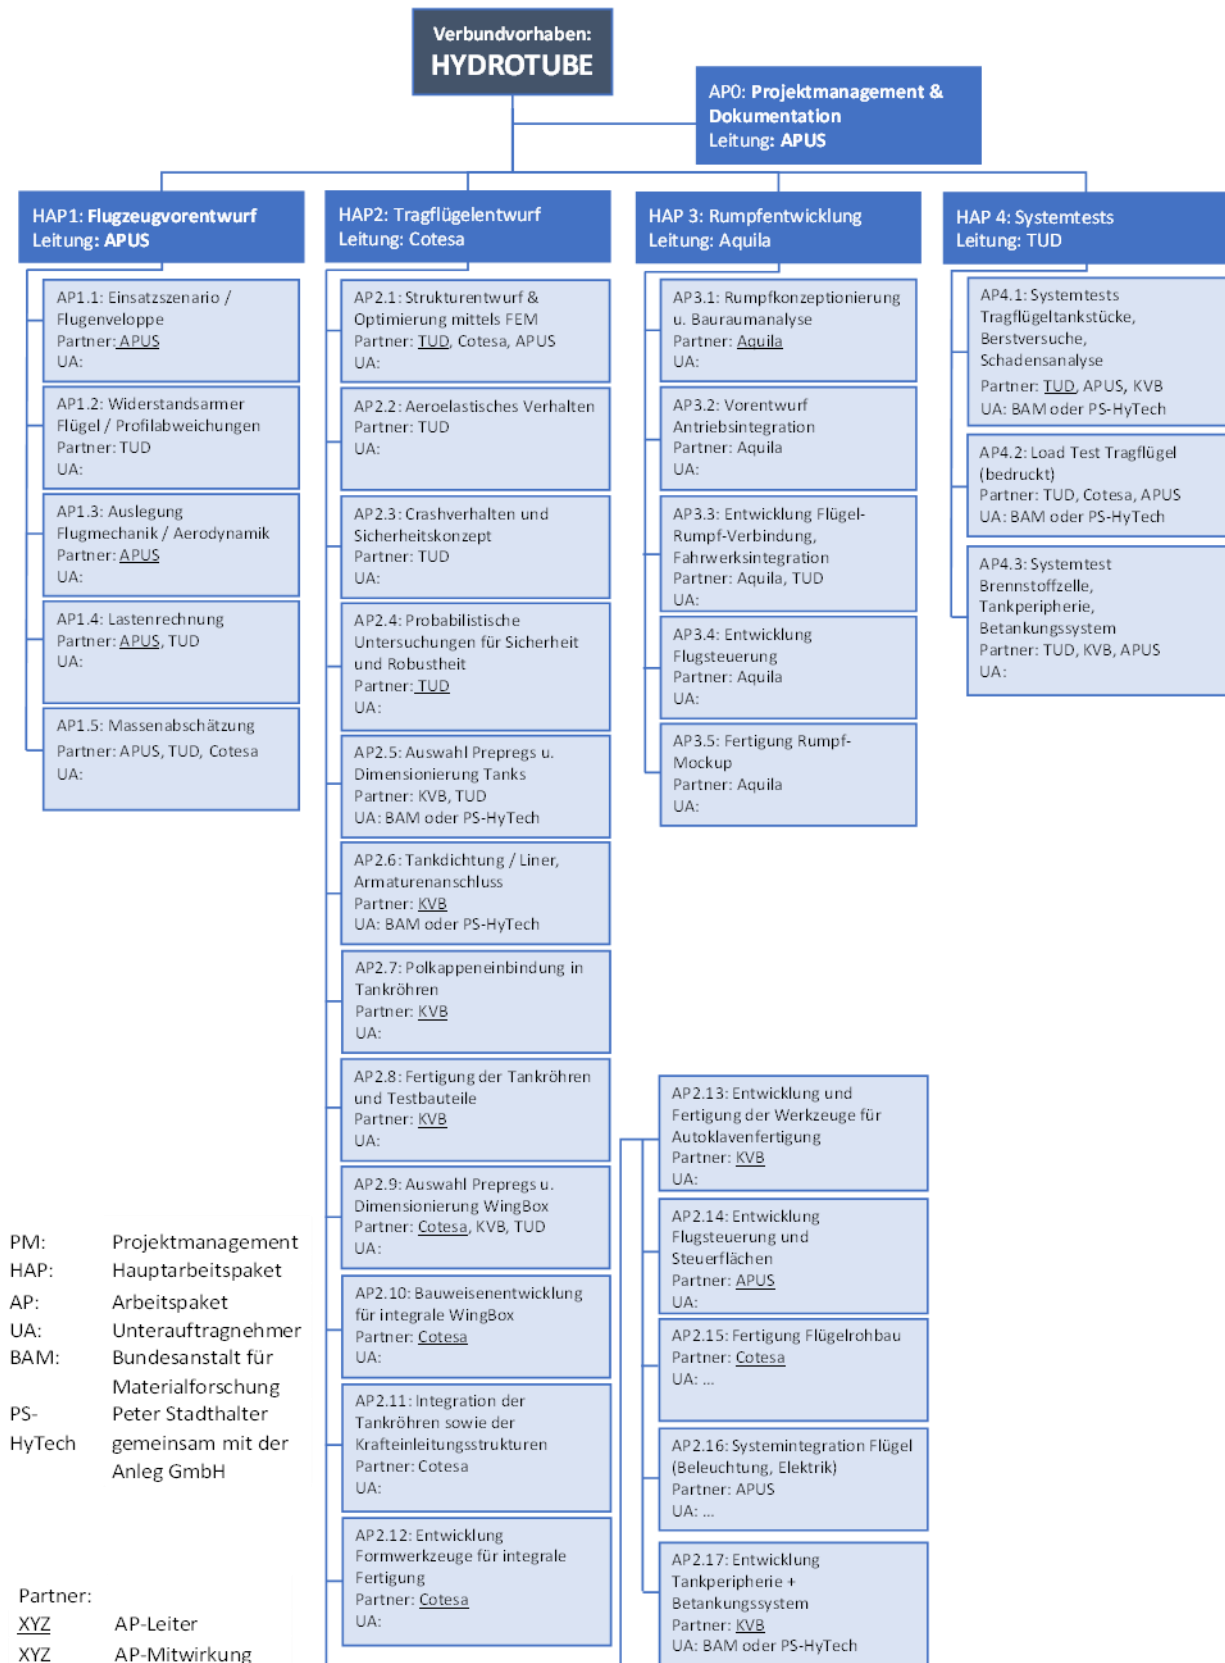 Verbundvorhaben:
HYDROTUBE
AP0: Projektmanagement &
Dokumentation
Leitung: APUS
HAP1: Flugzeugvorentwurf
Leitung: APUS
AP1.1: Einsatzszenario /
Flugenveloppe
Partner: APUS
UA:
AP1.2: Widerstandsarmer
Flügel / Profilabweichungen
Partner: TUD
UA:
AP1.3: Auslegung
Flugmechanik / Aerodynamik
Partner: APUS
UA:
AP1.4: Lastenrechnung
Partner: APUS, TUD
UA:
AP1.5: Massenabschätzung
Partner: APUS, TUD, Cotesa
UA:
HAP2: Tragflügelentwurf
Leitung: Cotesa
AP2.1: Strukturentwurf &
Optimierung mittels FEM
Partner: TUD, Cotesa, APUS
UA:
AP2.2: Aeroelastisches Verhalten
Partner: TUD
UA:
AP2.3: Crashverhalten und
Sicherheitskonzept
Partner: TUD
UA:
AP2.4: Probabilistische
Untersuchungen für Sicherheit
und Robustheit
Partner: TUD
UA:
AP2.5: Auswahl Prepregs u.
Dimensionierung Tanks
Partner: KVB, TUD
UA: BAM oder PS-HyTech
AP2.6: Tankdichtung / Liner,
Armaturenanschluss
Partner: KVB
UA: BAM oder PS-HyTech
AP2.7: Polkappeneinbindung in
Tankröhren
Partner: KVB
UA:
AP2.8: Fertigung der Tankröhren
und Testbauteile
Partner: KVB
UA:
AP2.9: Auswahl Prepregs u.
Dimensionierung WingBox
Partner: Cotesa, KVB, TUD
UA:
AP2.10: Bauweisenentwicklung
für integrale WingBox
Partner: Cotesa
UA:
AP2.11: Integration der
Tankröhren sowie der
Krafteinleitungsstrukturen
Partner: Cotesa
UA:
AP2.12: Entwicklung
Formwerkzeuge für integrale
Fertigung
Partner: Cotesa
UA:
AP2.13: Entwicklung und
Fertigung der Werkzeuge für
Autoklavenfertigung
Partner: KVB
UA:
AP2.14: Entwicklung
Flugsteuerung und
Steuerflächen
Partner: APUS
UA:
AP2.15: Fertigung Flügelrohbau
Partner: Cotesa
UA: ...
AP2.16: Systemintegration Flügel
(Beleuchtung, Elektrik)
Partner: APUS
UA: ...
AP2.17: Entwicklung
Tankperipherie +
Betankungssystem
Partner: KVB
UA: BAM oder PS-HyTech
HAP 3: Rumpfentwicklung
Leitung: Aquila
AP3.1: Rumpfkonzeptionierung
u. Bauraumanalyse
Partner: Aquila
UA:
AP3.2: Vorentwurf
Antriebsintegration
Partner: Aquila
UA:
AP3.3: Entwicklung Flügel-
Rumpf-Verbindung,
Fahrwerksintegration
Partner: Aquila, TUD
UA:
AP3.4: Entwicklung
Flugsteuerung
Partner: Aquila
UA:
AP3.5: Fertigung Rumpf-
Mockup
Partner: Aquila
UA:
HAP 4: Systemtests
Leitung: TUD
AP4.1: Systemtests
Tragflügeltankstücke,
Berstversuche,
Schadensanalyse
Partner: TUD, APUS, KVB
UA: BAM oder PS-HyTech
AP4.2: Load Test Tragflügel
(bedruckt)
Partner: TUD, Cotesa, APUS
UA: BAM oder PS-HyTech
AP4.3: Systemtest
Brennstoffzelle,
Tankperipherie,
Betankungssystem
Partner: TUD, KVB, APUS
UA:
PM: Projektmanagement
HAP: Hauptarbeitspaket
AP: Arbeitspaket
UA: Unterauftragnehmer
BAM: Bundesanstalt für
Materialforschung
PS- Peter Stadthalter
HyTech gemeinsam mit der
Anleg GmbH
Partner:
XYZ AP-Leiter
XYZ AP-Mitwirkung